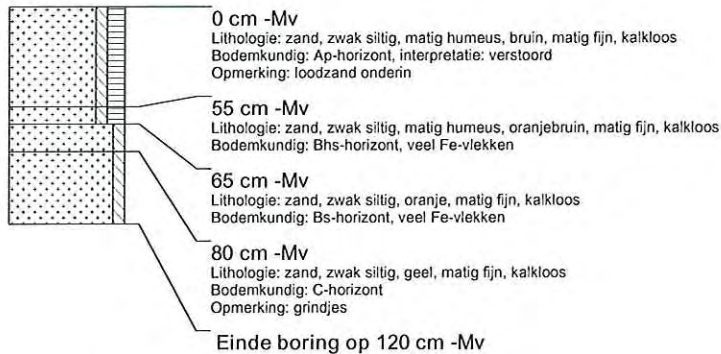 0 cm -Mv
Lithologie: zand, zwak siltig, matig humeus, bruin, matig fijn, kalkloos
Bodemkundig: Ap-horizont, interpretatie: verstoord
Opmerking: loodzand onderin
55 cm -Mv
Lithologie: zand, zwak siltig, matig humeus, oranjebruin, matig fijn, kalkloos
Bodemkundig: Bhs-horizont, veel Fe-vlekken
65 cm -Mv
Lithologie: zand, zwak siltig, oranje, matig fijn, kalkloos
Bodemkundig: Bs-horizont, veel Fe-vlekken
80 cm -Mv
Lithologie: zand, zwak siltig, geel, matig fijn, kalkloos
Bodemkundig: C-horizont
Opmerking: grindjes
Einde boring op 120 cm -Mv